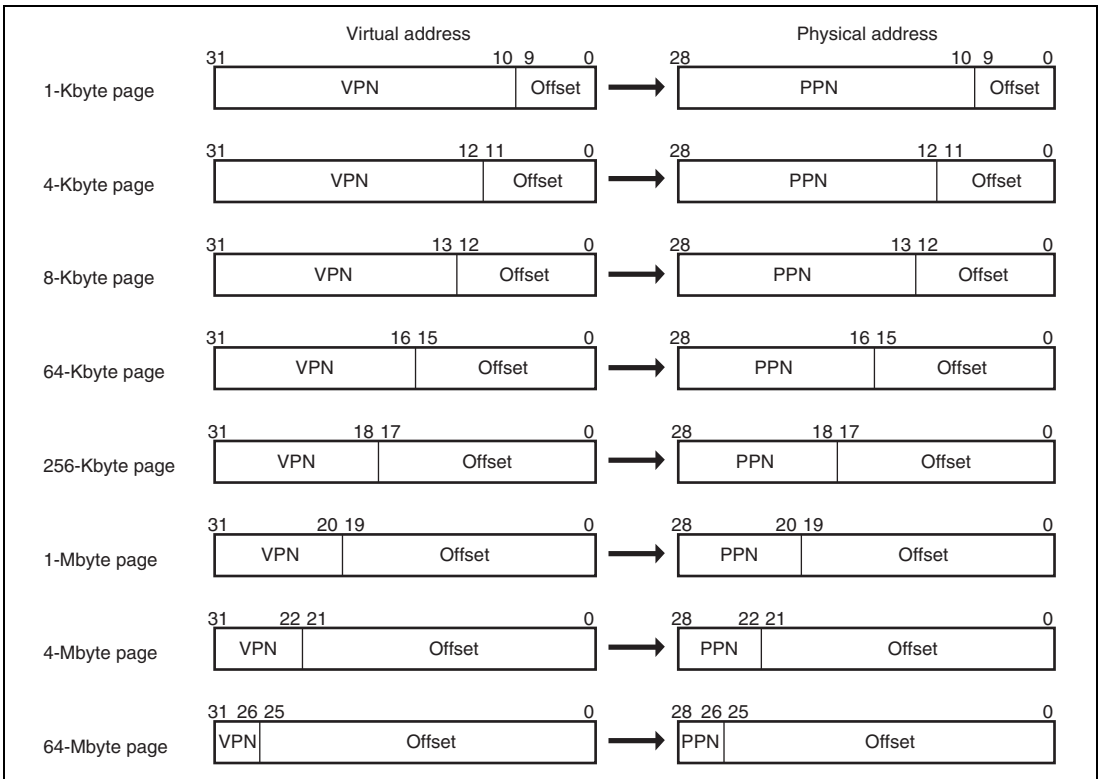 Virtual address Physical address
31 10 9 0 28 10 9 0
1-Kbyte page VPN Offset PPN Offset
31 12 11 0 28 12 11 0
4-Kbyte page VPN Offset PPN Offset
31 13 12 0 28 13 12 0
8-Kbyte page VPN Offset PPN Offset
31 16 15 0 28 16 15 0
64-Kbyte page VPN Offset PPN Offset
31 18 17 0 28 18 17 0
256-Kbyte page VPN Offset PPN Offset
31 20 19 0 28 20 19 0
1-Mbyte page VPN Offset PPN Offset
31 22 21 0 28 22 21 0
4-Mbyte page VPN Offset PPN Offset
31 26 25 0 28 26 25 0
64-Mbyte page VPN Offset PPN Offset